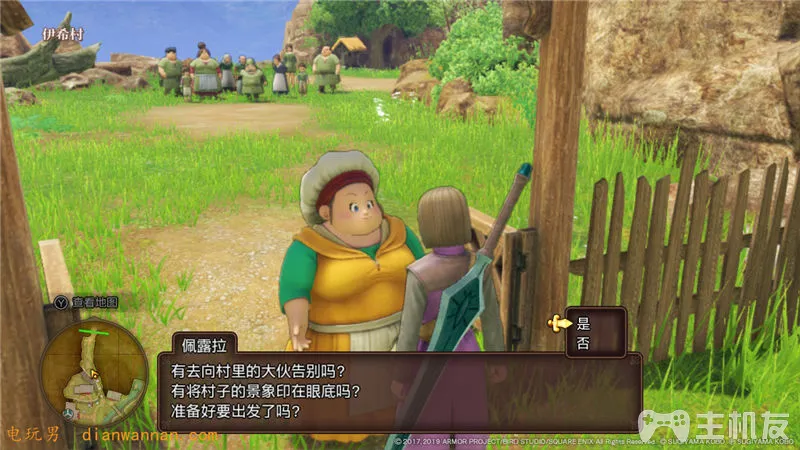 伊希村
Y 查看地图
佩露拉
有去向村里的大伙告别吗？
有将村子的景象印在眼底吗？
准备好要出发了吗？
是
否
电玩男 dianwannan.com
主机友
©2017, 2019 ARMOR PROJECT/BIRD STUDIO/SQUARE ENIX All Rights Reserved. © SUGIYAMA KOBO ℗ SUGIYAMA KOBO